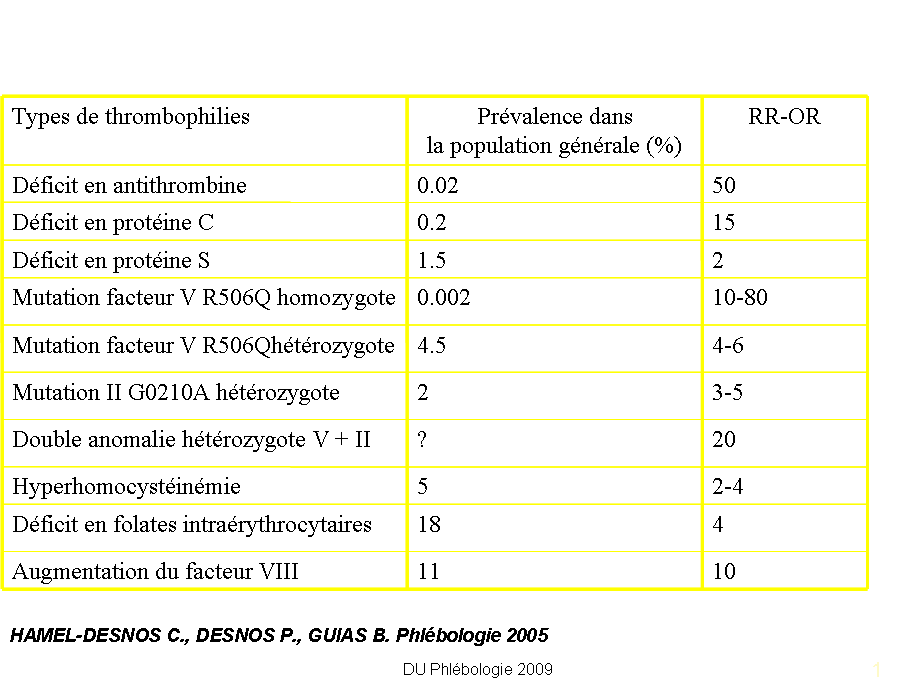 Types de thrombophilies Prévalence dans la population générale (%) RR-OR
Déficit en antithrombine 0.02 50
Déficit en protéine C 0.2 15
Déficit en protéine S 1.5 2
Mutation facteur V R506Q homozygote 0.002 10-80
Mutation facteur V R506Qhétérozygote 4.5 4-6
Mutation II G0210A hétérozygote 2 3-5
Double anomalie hétérozygote V + II ? 20
Hyperhomocystéinémie 5 2-4
Déficit en folates intraérythrocytaires 18 4
Augmentation du facteur VIII 11 10
HAMEL-DESNOS C., DESNOS P., GUIAS B. Phlébologie 2005
DU Phlébologie 2009 1